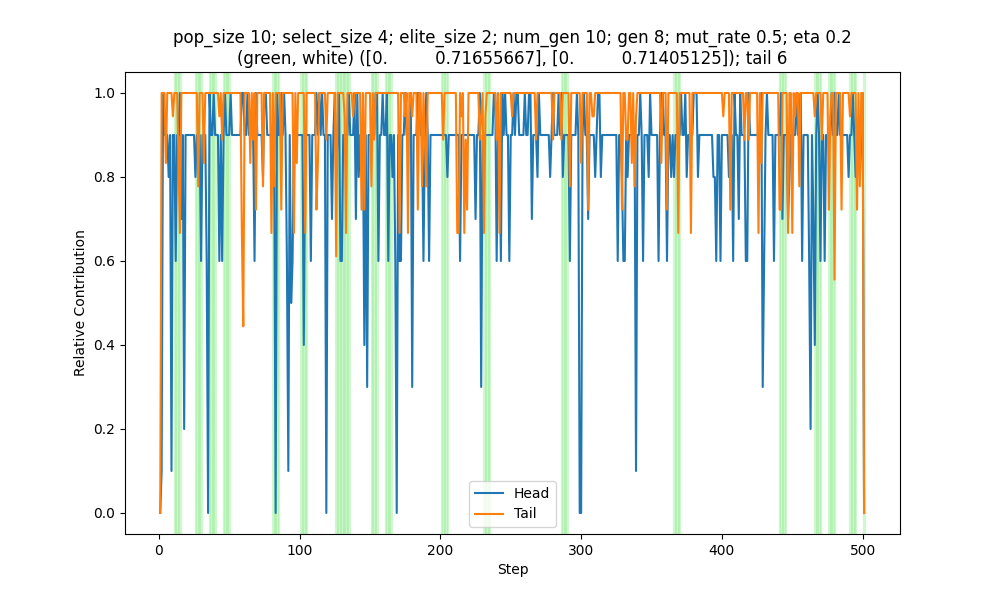 pop_size 10; select_size 4; elite_size 2; num_gen 10; gen 8; mut_rate 0.5; eta 0.2
(green, white) ([0. 0.71655667], [0. 0.71405125]); tail 6
1.0
0.8
0.6
0.4
0.2
0.0
Relative Contribution
Head
Tail
0 100 200 300 400 500
Step